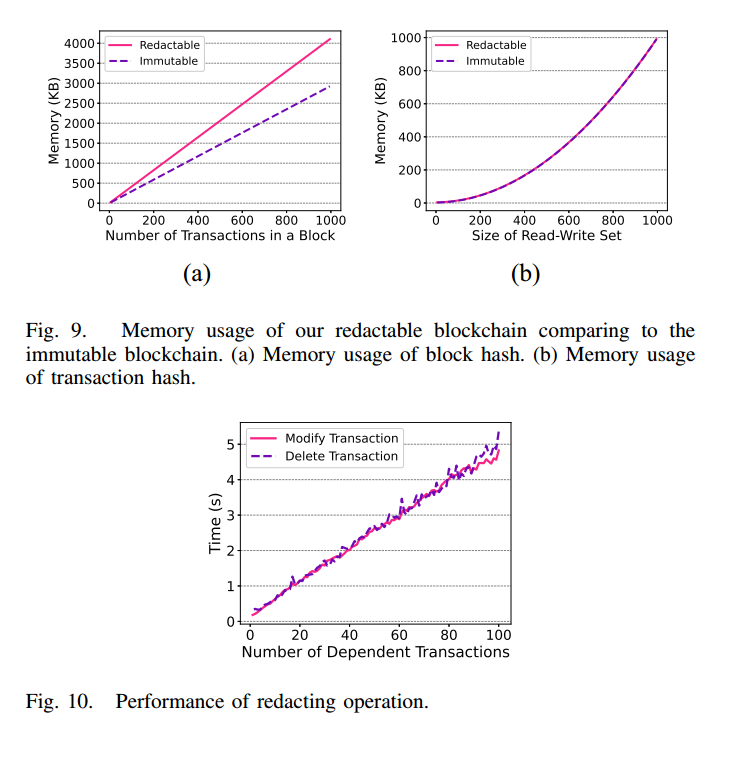 Redactable
Immutable
4000
3500
3000
2500
2000
1500
1000
500
0
Memory (KB)
0 200 400 600 800 1000
Number of Transactions in a Block
(a)
Redactable
Immutable
1000
800
600
400
200
0
Memory (KB)
0 200 400 600 800 1000
Size of Read-Write Set
(b)
Fig. 9. Memory usage of our redactable blockchain comparing to the
immutable blockchain. (a) Memory usage of block hash. (b) Memory usage
of transaction hash.
Modify Transaction
Delete Transaction
5
4
3
2
1
0
Time (s)
0 20 40 60 80 100
Number of Dependent Transactions
Fig. 10. Performance of redacting operation.